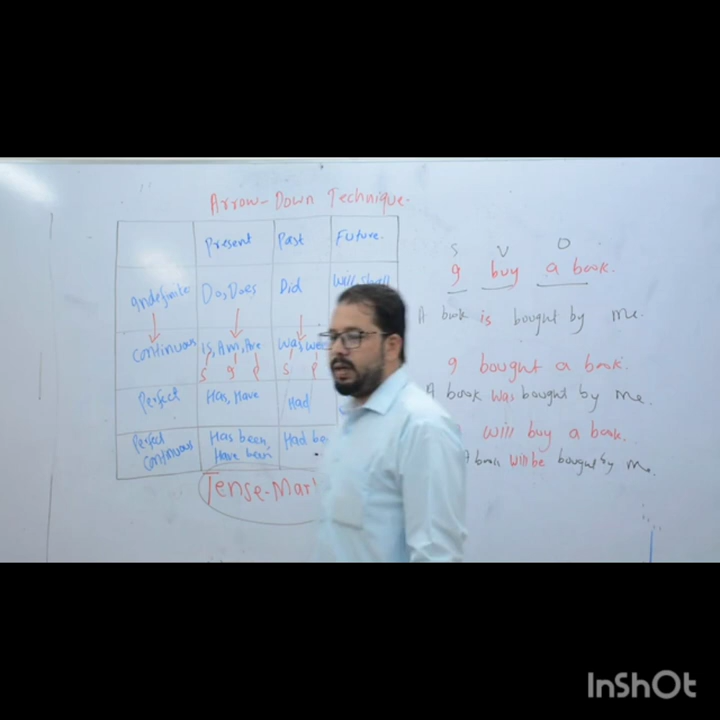 Arrow-Down Technique.
Present Past Future.
Indefinite Do, Does Did Will, Shall
Continuous Is, Am, Are Was, were
S I P S P
Perfect Has, Have Had
Perfect Continuous Has been, Have been Had be
Tense-Mar
S V O
I buy a book.
A book is bought by me.
I bought a book.
A book was bought by me.
will buy a book.
A book will be bought by me.
InShOt